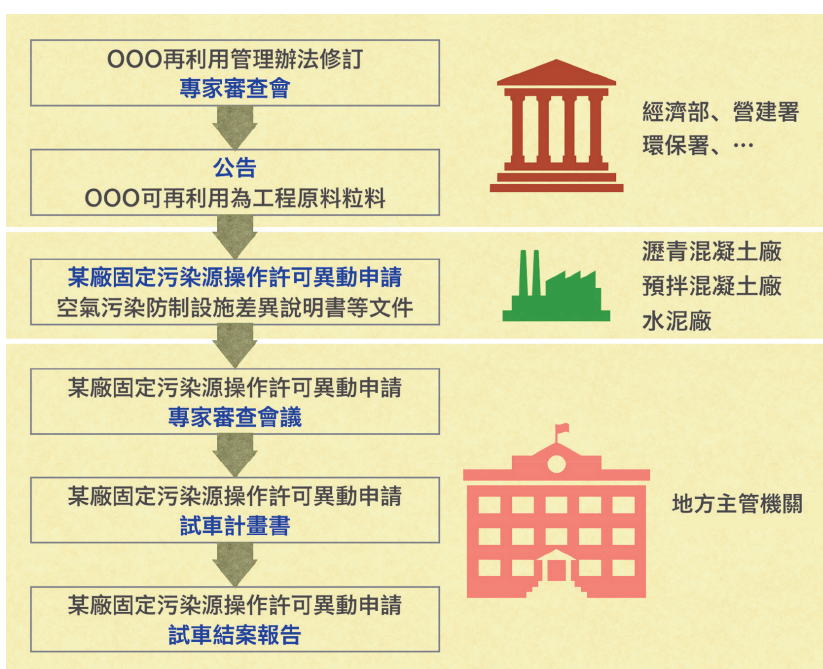 OOO再利用管理辦法修訂
專家審查會
經濟部、營建署
環保署、…
公告
OOO可再利用為工程原料粒料
某廠固定污染源操作許可異動申請
空氣污染防制設施差異說明書等文件
瀝青混凝土廠
預拌混凝土廠
水泥廠
某廠固定污染源操作許可異動申請
專家審查會議
某廠固定污染源操作許可異動申請
試車計畫書
地方主管機關
某廠固定污染源操作許可異動申請
試車結案報告